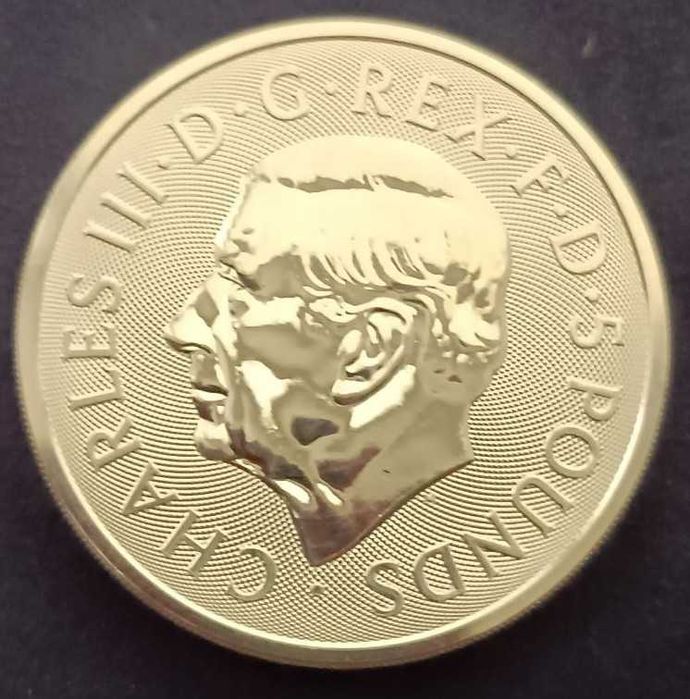 CHARLES III · D · G · REX · F · D · 5 POUNDS ·